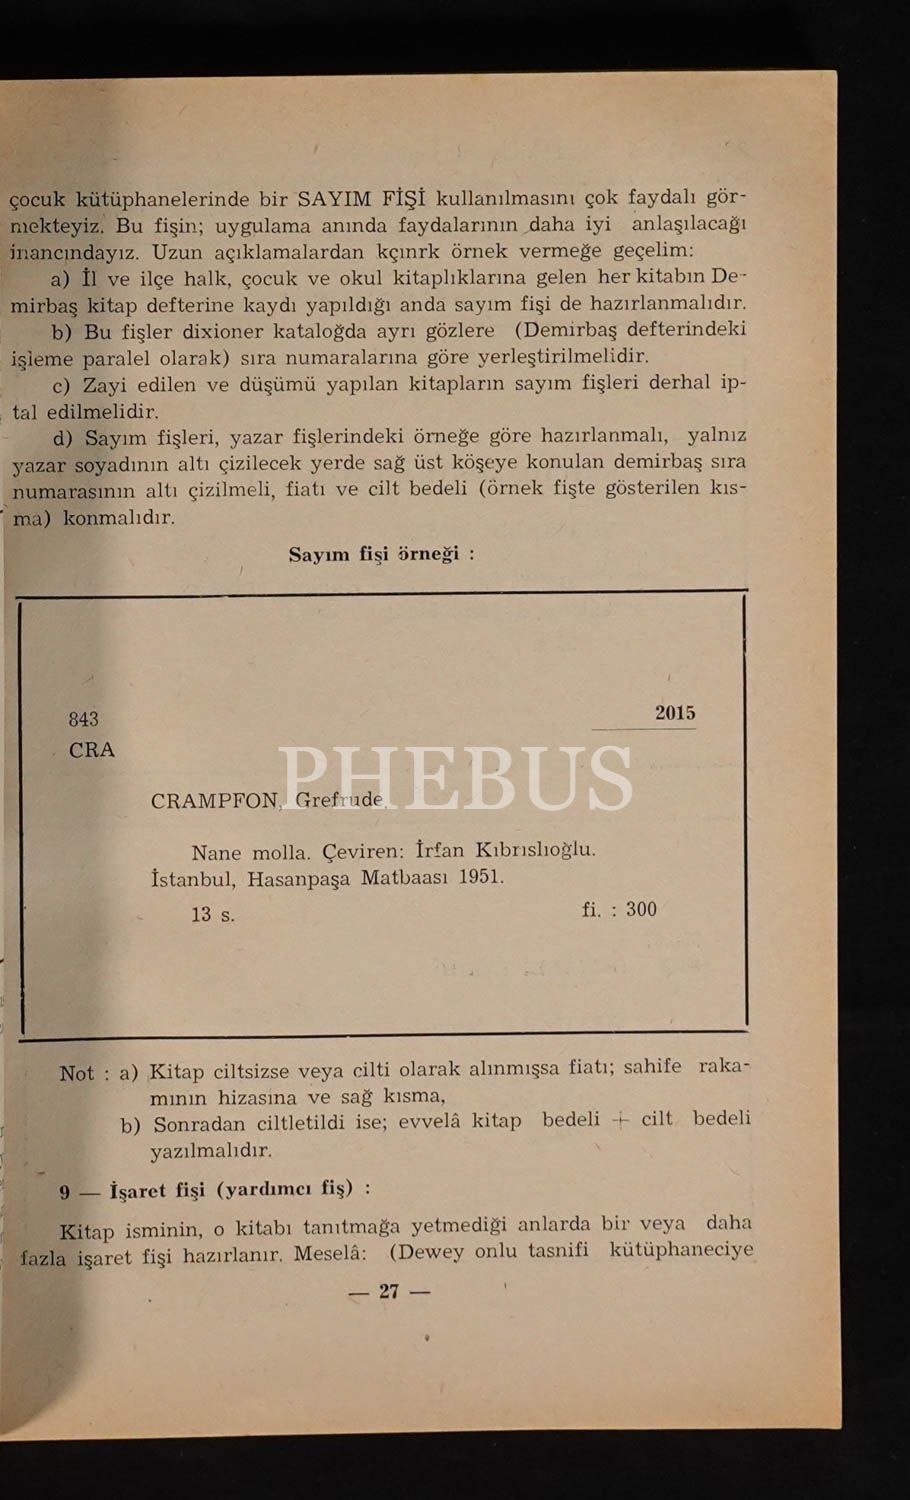 çocuk kütüphanelerinde bir SAYIM FİŞİ kullanılmasını çok faydalı gör-
mekteyiz. Bu fişin; uygulama anında faydalarının daha iyi anlaşılacağı
inancındayız. Uzun açıklamalardan kçınrk örnek vermeğe geçelim:
a) İl ve ilçe halk, çocuk ve okul kitaplıklarına gelen her kitabın De-
mirbaş kitap defterine kaydı yapıldığı anda sayım fişi de hazırlanmalıdır.
b) Bu fişler dixioner kataloğda ayrı gözlere (Demirbaş defterindeki
işleme paralel olarak) sıra numaralarına göre yerleştirilmelidir.
c) Zayi edilen ve düşümü yapılan kitapların sayım fişleri derhal ip-
tal edilmelidir.
d) Sayım fişleri, yazar fişlerindeki örneğe göre hazırlanmalı, yalnız
yazar soyadının altı çizilecek yerde sağ üst köşeye konulan demirbaş sıra
numarasının altı çizilmeli, fiatı ve cilt bedeli (örnek fişte gösterilen kıs-
ma) konmalıdır.
Sayım fişi örneği :
843 2015
CRA
PHEBUS
CRAMPFON, Grefrude.
Nane molla. Çeviren: İrfan Kıbrıslıoğlu.
İstanbul, Hasanpaşa Matbaası 1951.
13 s. fi. : 300
Not : a) Kitap ciltsizse veya cilti olarak alınmışsa fiatı; sahife raka-
mının hizasına ve sağ kısma,
b) Sonradan ciltletildi ise; evvelâ kitap bedeli + cilt bedeli
yazılmalıdır.
9 — İşaret fişi (yardımcı fiş) :
Kitap isminin, o kitabı tanıtmağa yetmediği anlarda bir veya daha
fazla işaret fişi hazırlanır. Meselâ: (Dewey onlu tasnifi kütüphaneciye
— 27 —